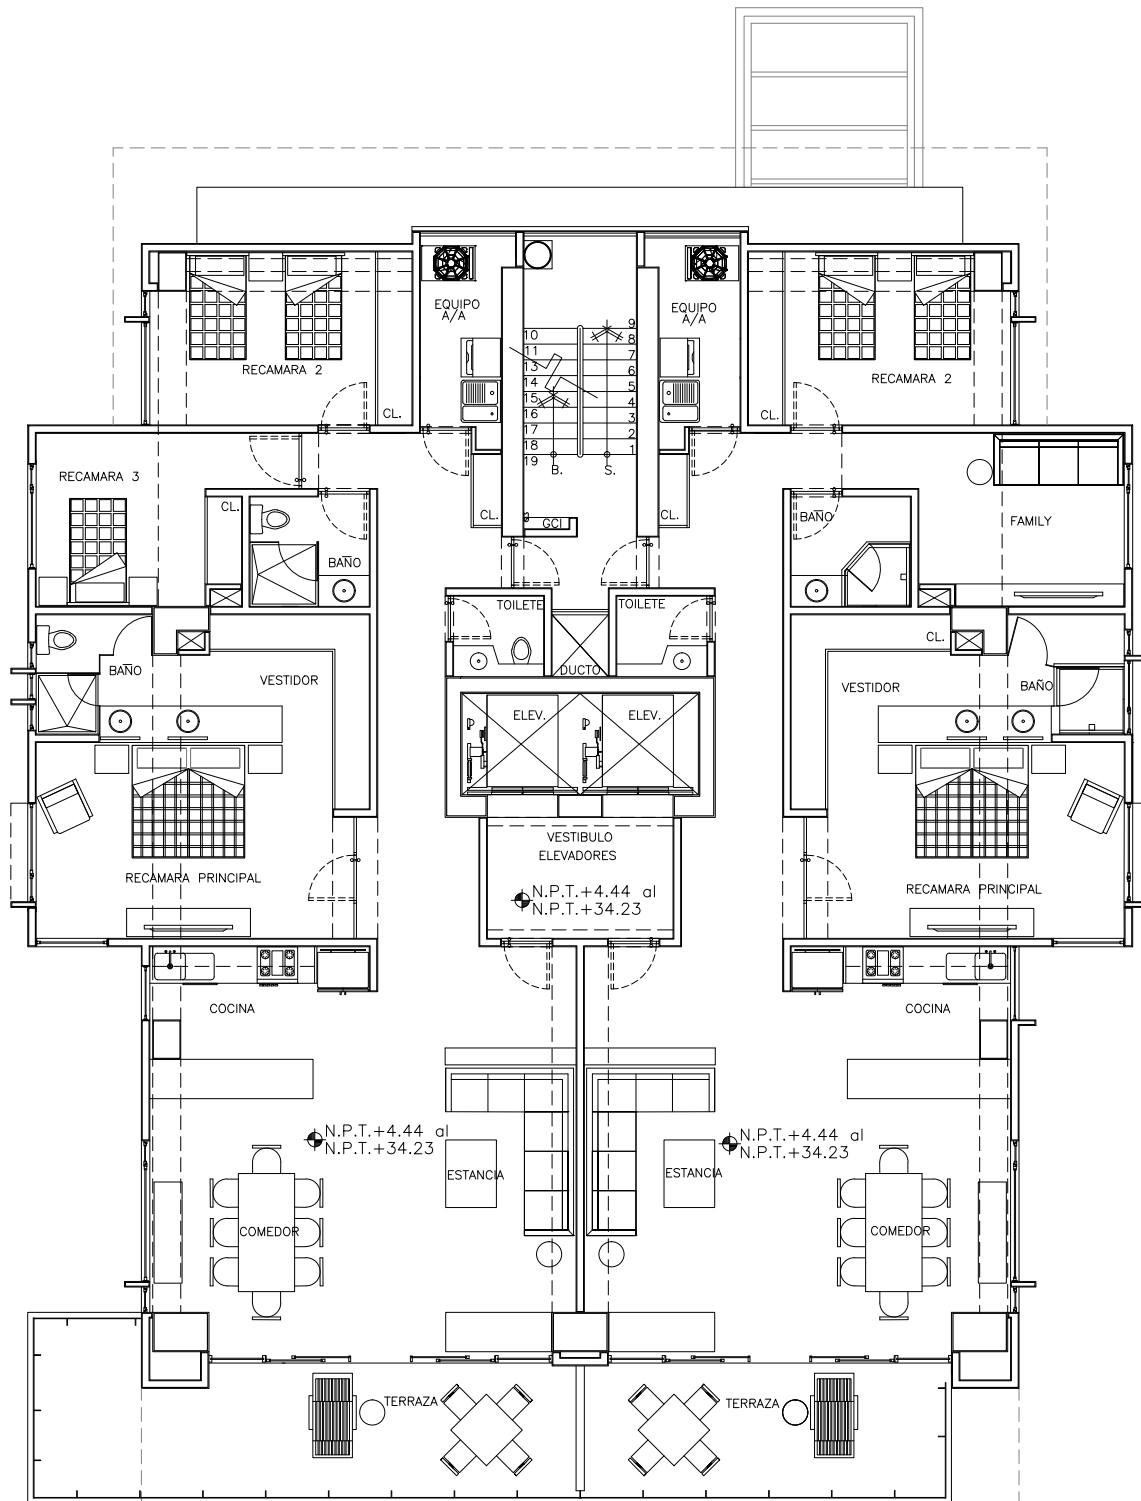 EQUIPO
A/A
EQUIPO
A/A
9
10
8
11
7
13
6
14
5
15
4
16
3
17
2
18
1
19
B.
S.
RECAMARA 2
RECAMARA 2
CL.
CL.
RECAMARA 3
CL.
CL.
GCI
CL.
BAÑO
FAMILY
BAÑO
TOILETE
TOILETE
DUCTO
CL.
BAÑO
VESTIDOR
VESTIDOR
BAÑO
ELEV.
ELEV.
VESTIBULO
ELEVADORES
RECAMARA PRINCIPAL
RECAMARA PRINCIPAL
N.P.T.+4.44 al
N.P.T.+34.23
COCINA
COCINA
N.P.T.+4.44 al
N.P.T.+34.23
N.P.T.+4.44 al
N.P.T.+34.23
ESTANCIA
ESTANCIA
COMEDOR
COMEDOR
TERRAZA
TERRAZA